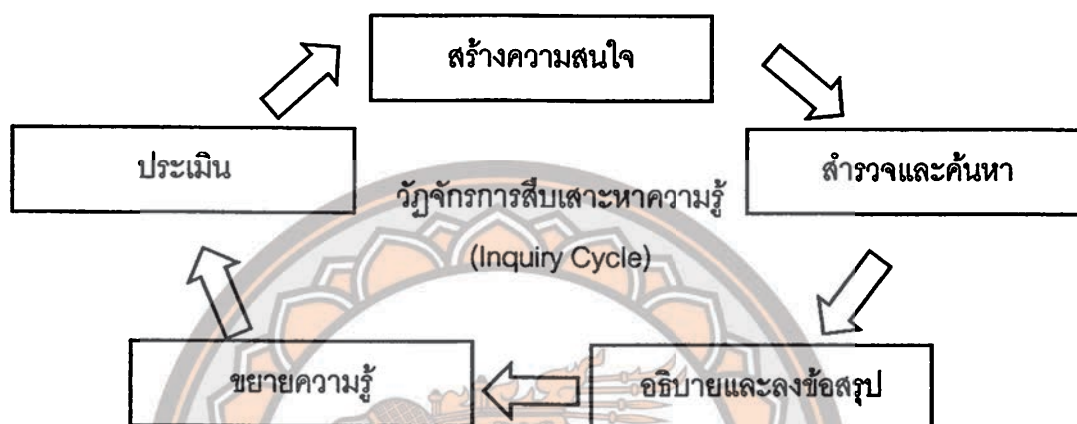 สร้างความสนใจ
ประเมิน
สำรวจและค้นหา
วัฏจักรการสืบเสาะหาความรู้
(Inquiry Cycle)
ขยายความรู้
อธิบายและลงข้อสรุป